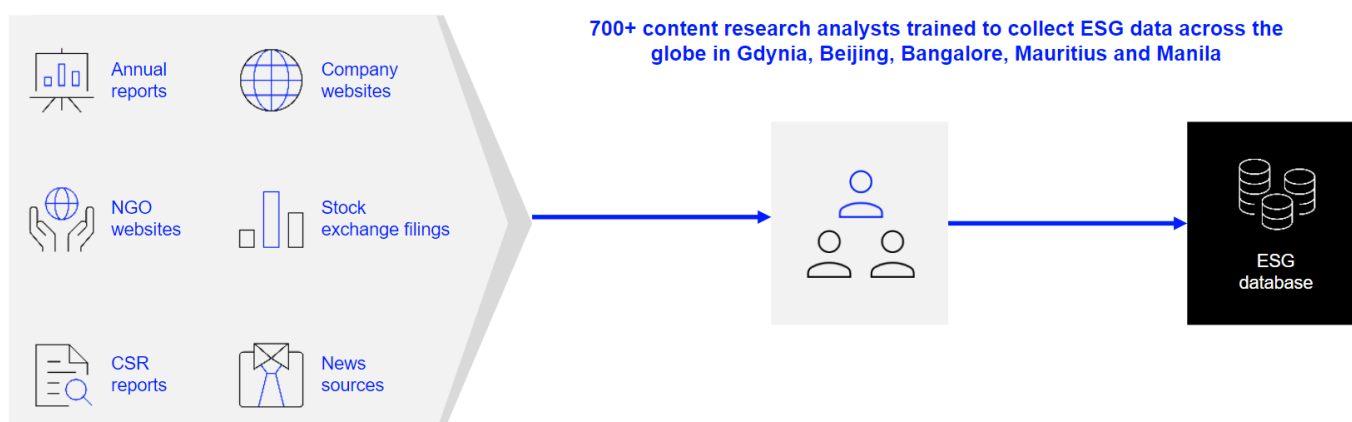 700+ content research analysts trained to collect ESG data across the
globe in Gdynia, Beijing, Bangalore, Mauritius and Manila
Annual
reports
Company
websites
NGO
websites
Stock
exchange filings
CSR
reports
News
sources
ESG
database